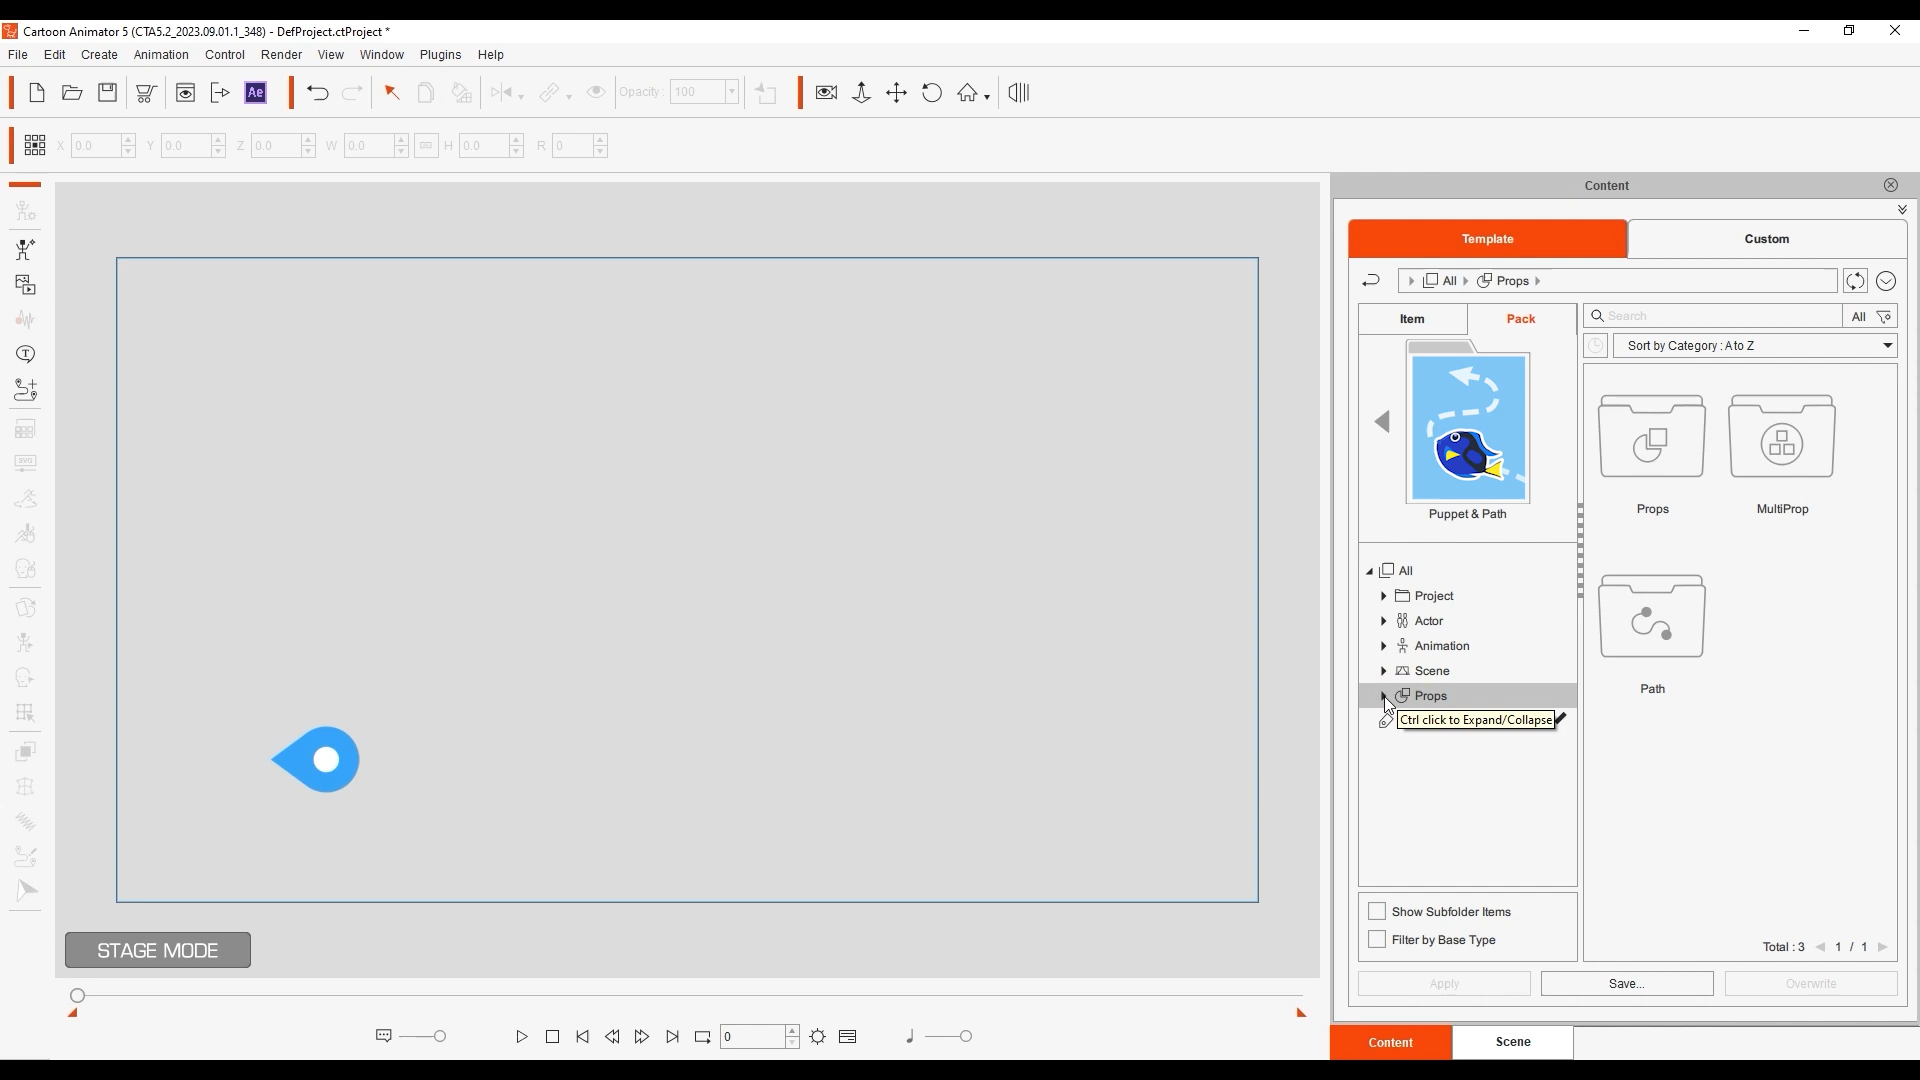 Cartoon Animator 5 (CTA5.2_2023.09.01.1_348) - DefProject.ctProject *
File Edit Create Animation Control Render View Window Plugins Help
Ae Opacity : 100
X 0.0 Y 0.0 Z 0.0 W 0.0 H 0.0 R 0
Content
Template Custom
All Props
Item Pack Search All
Sort by Category : A to Z
Puppet & Path
Props MultiProp
All
Project
Actor
Animation
Scene
Props
Path
Ctrl click to Expand/Collapse
T
SVG
STAGE MODE
Show Subfolder Items
Filter by Base Type
Total : 3 1 / 1
Apply Save... Overwrite
0
Content Scene